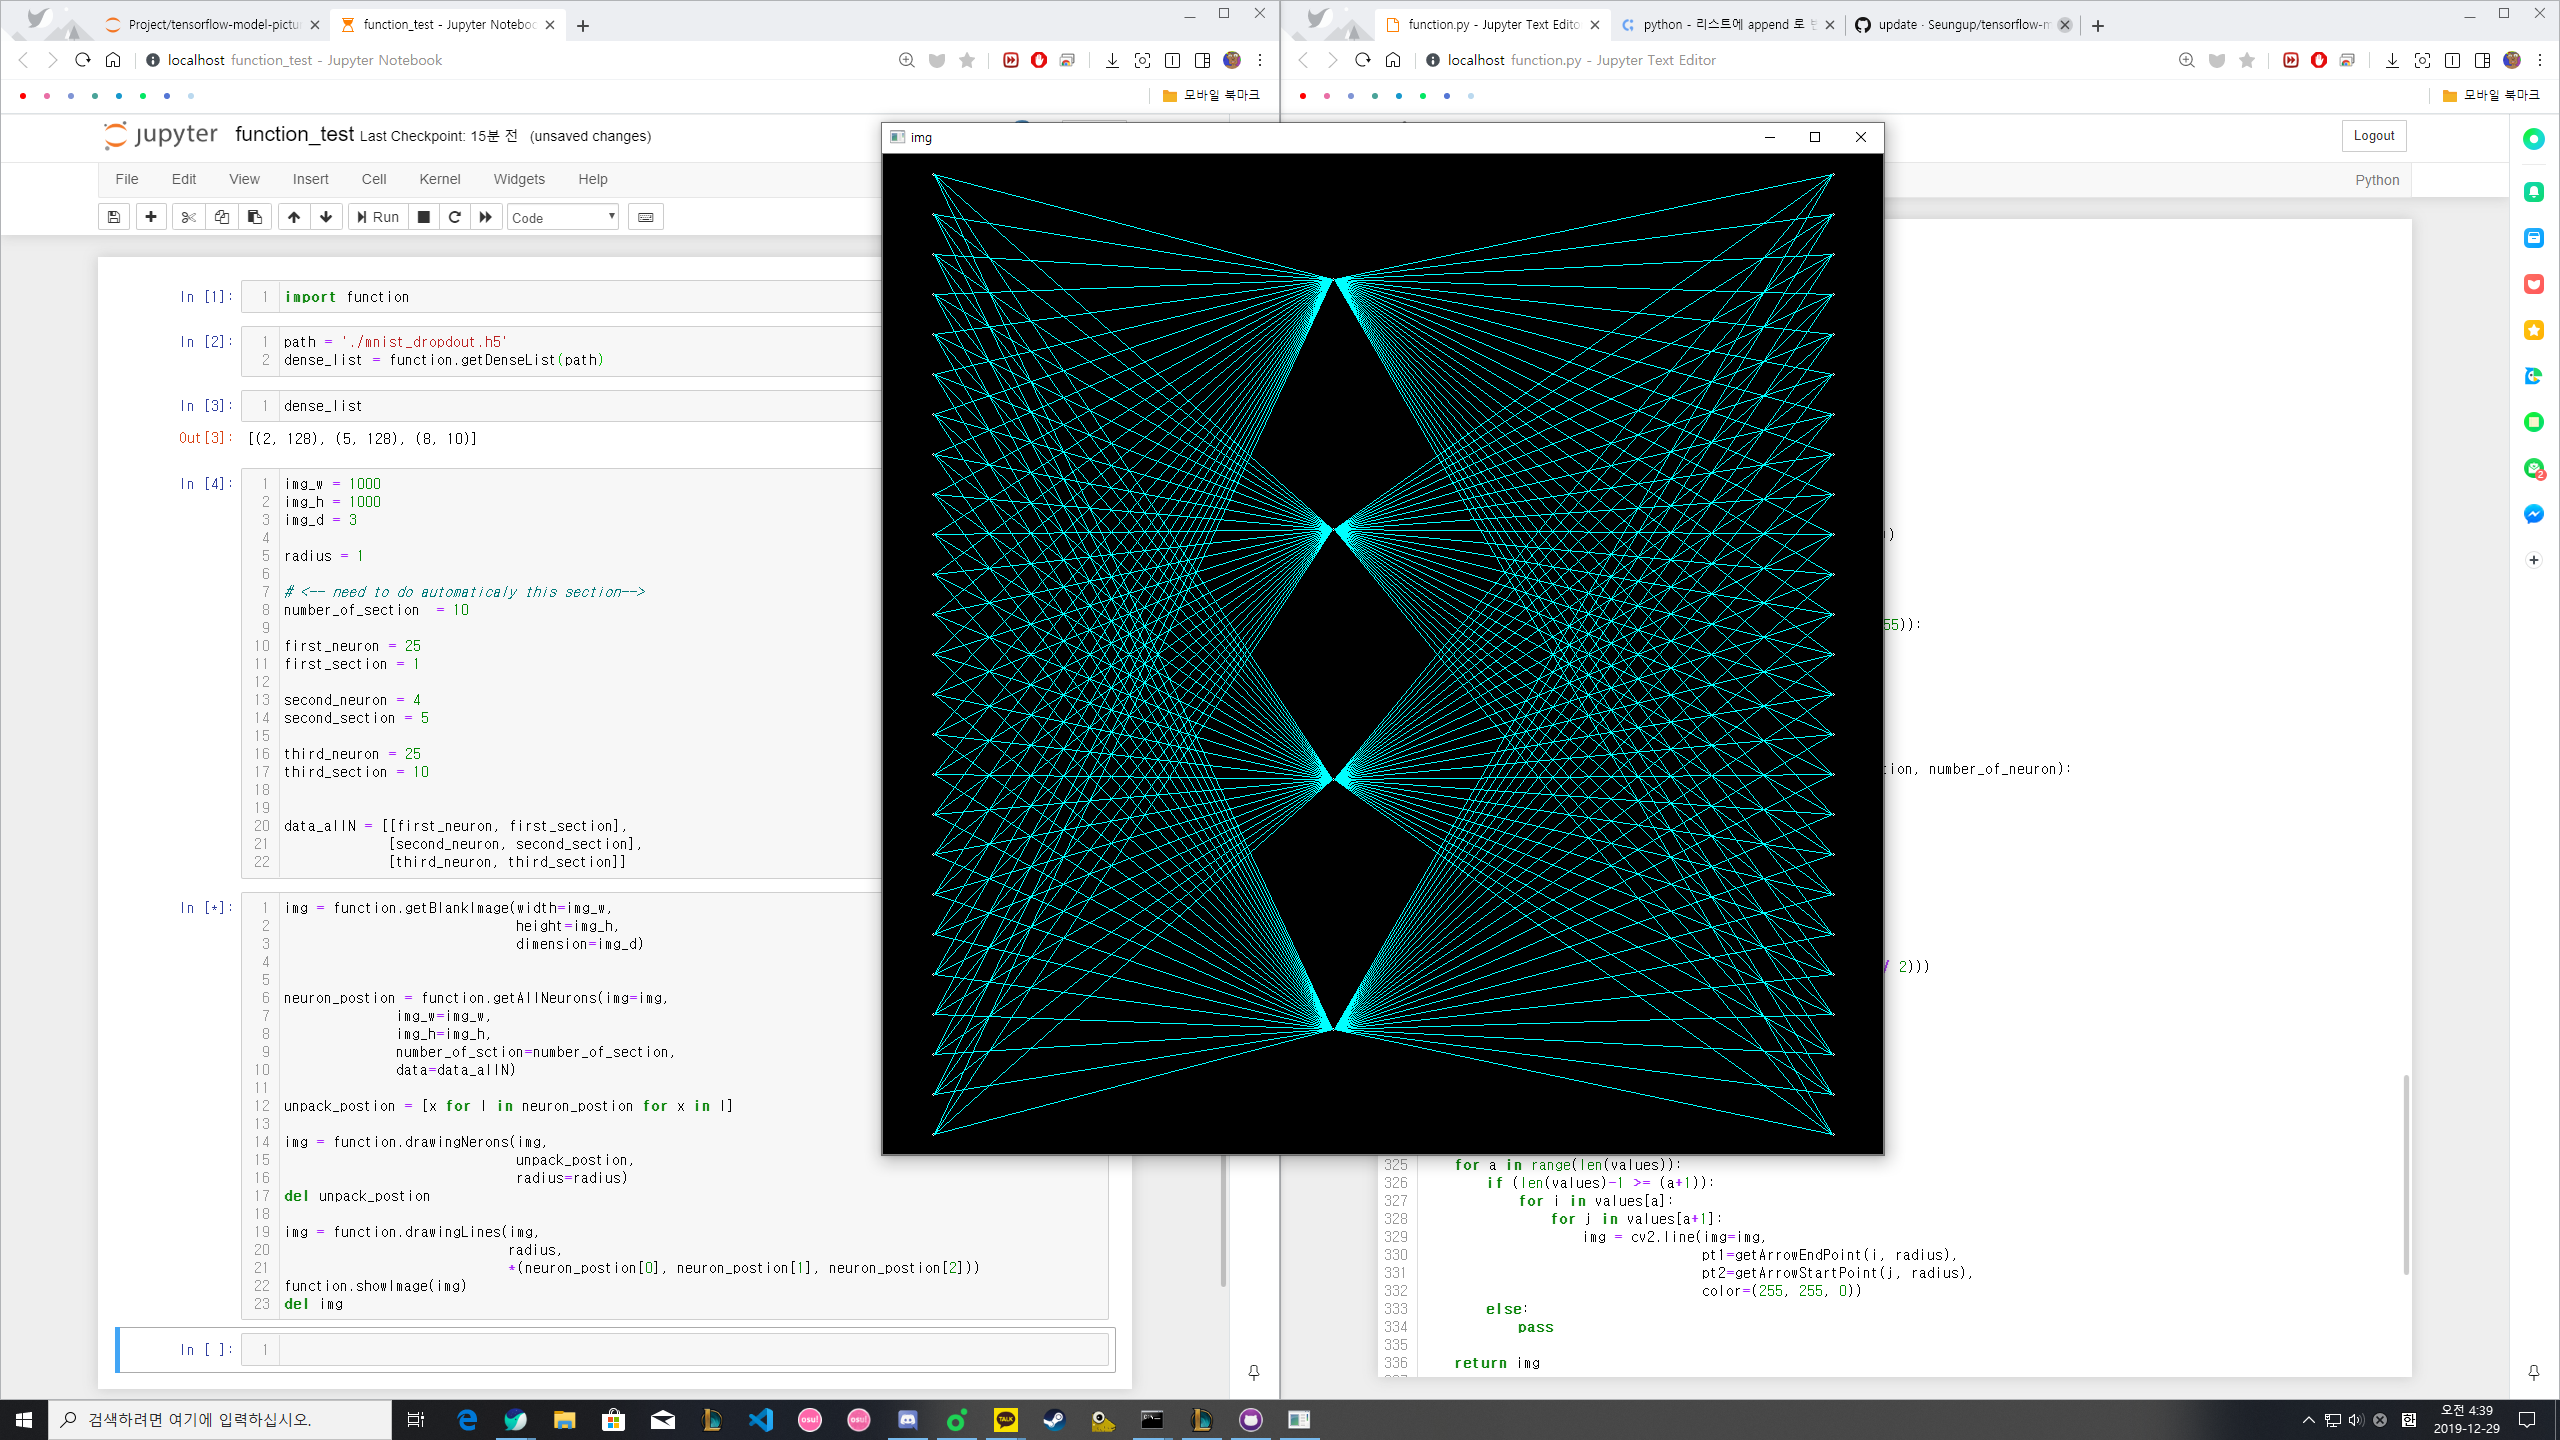 Project/tensorflow-model-pictu
function_test - Jupyter Notebo
function.py - Jupyter Text Edito
python - 리스트에 append 로
update · Seungup/tensorflow-m
localhost function_test - Jupyter Notebook
localhost function.py - Jupyter Text Editor
모바일 북마크
모바일 북마크
jupyter function_test Last Checkpoint: 15분 전 (unsaved changes)
Logout
File Edit View Insert Cell Kernel Widgets Help
Python
Run Code
img
In [1]:
1 import function
In [2]:
1 path = './mnist_dropdout.h5'
2 dense_list = function.getDenseList(path)
In [3]:
1 dense_list
Out[3]: [(2, 128), (5, 128), (8, 10)]
In [4]:
1 img_w = 1000
2 img_h = 1000
3 img_d = 3
4
5 radius = 1
6
7 # <-- need to do automaticaly this section-->
8 number_of_section  = 10
9
10 first_neuron = 25
11 first_section = 1
12
13 second_neuron = 4
14 second_section = 5
15
16 third_neuron = 25
17 third_section = 10
18
19
20 data_allN = [[first_neuron, first_section],
21 [second_neuron, second_section],
22 [third_neuron, third_section]]
In [*]:
1 img = function.getBlankImage(width=img_w,
2 height=img_h,
3 dimension=img_d)
4
5
6 neuron_postion = function.getAllNeurons(img=img,
7 img_w=img_w,
8 img_h=img_h,
9 number_of_sction=number_of_section,
10 data=data_allN)
11
12 unpack_postion = [x for l in neuron_postion for x in l]
13
14 img = function.drawingNerons(img,
15 unpack_postion,
16 radius=radius)
17 del unpack_postion
18
19 img = function.drawingLines(img,
20 radius,
21 *(neuron_postion[0], neuron_postion[1], neuron_postion[2]))
22 function.showImage(img)
23 del img
In [ ]:
1
))
55)):
tion, number_of_neuron):
/ 2)))
325 for a in range(len(values)):
326 if (len(values)-1 >= (a+1)):
327 for i in values[a]:
328 for j in values[a+1]:
329 img = cv2.line(img=img,
330 pt1=getArrowEndPoint(i, radius),
331 pt2=getArrowStartPoint(j, radius),
332 color=(255, 255, 0))
333 else:
334 pass
335
336 return img
2
검색하려면 여기에 입력하십시오.
osu!
osu!
TALK
한
오전 4:39
2019-12-29